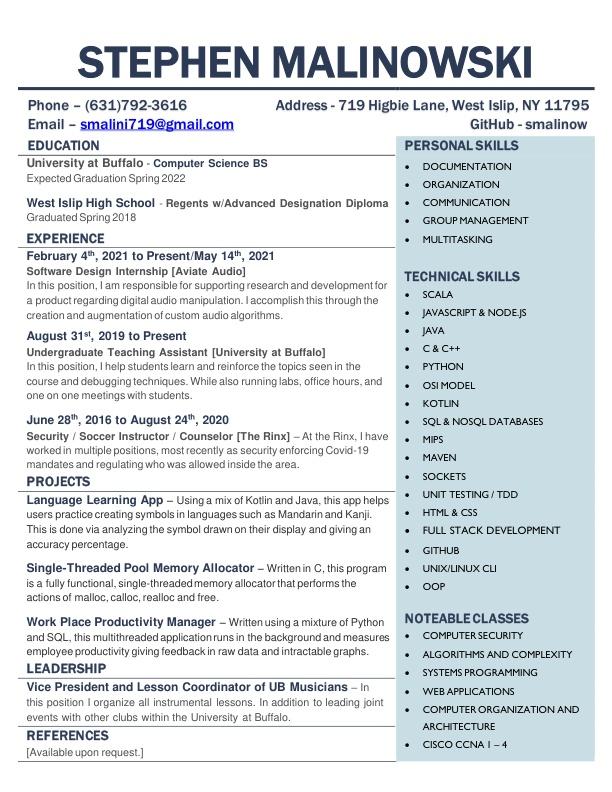 STEPHEN MALINOWSKI
Phone – (631)792-3616
Address - 719 Higbie Lane, West Islip, NY 11795
Email – smalini719@gmail.com
GitHub - smalinow
EDUCATION
University at Buffalo - Computer Science BS
Expected Graduation Spring 2022
West Islip High School - Regents w/Advanced Designation Diploma
Graduated Spring 2018
EXPERIENCE
February 4th, 2021 to Present/May 14th, 2021
Software Design Internship [Aviate Audio]
In this position, I am responsible for supporting research and development for
a product regarding digital audio manipulation. I accomplish this through the
creation and augmentation of custom audio algorithms.
August 31st, 2019 to Present
Undergraduate Teaching Assistant [University at Buffalo]
In this position, I help students learn and reinforce the topics seen in the
course and debugging techniques. While also running labs, office hours, and
one on one meetings with students.
June 28th, 2016 to August 24th, 2020
Security / Soccer Instructor / Counselor [The Rinx] – At the Rinx, I have
worked in multiple positions, most recently as security enforcing Covid-19
mandates and regulating who was allowed inside the area.
PROJECTS
Language Learning App – Using a mix of Kotlin and Java, this app helps
users practice creating symbols in languages such as Mandarin and Kanji.
This is done via analyzing the symbol drawn on their display and giving an
accuracy percentage.
Single-Threaded Pool Memory Allocator – Written in C, this program
is a fully functional, single-threaded memory allocator that performs the
actions of malloc, calloc, realloc and free.
Work Place Productivity Manager – Written using a mixture of Python
and SQL, this multithreaded application runs in the background and measures
employee productivity giving feedback in raw data and intractable graphs.
LEADERSHIP
Vice President and Lesson Coordinator of UB Musicians – In
this position I organize all instrumental lessons. In addition to leading joint
events with other clubs within the University at Buffalo.
REFERENCES
[Available upon request.]
PERSONAL SKILLS
• DOCUMENTATION
• ORGANIZATION
• COMMUNICATION
• GROUP MANAGEMENT
• MULTITASKING
TECHNICAL SKILLS
• SCALA
• JAVASCRIPT & NODE.JS
• JAVA
• C & C++
• PYTHON
• OSI MODEL
• KOTLIN
• SQL & NOSQL DATABASES
• MIPS
• MAVEN
• SOCKETS
• UNIT TESTING / TDD
• HTML & CSS
• FULL STACK DEVELOPMENT
• GITHUB
• UNIX/LINUX CLI
• OOP
NOTEABLE CLASSES
• COMPUTER SECURITY
• ALGORITHMS AND COMPLEXITY
• SYSTEMS PROGRAMMING
• WEB APPLICATIONS
• COMPUTER ORGANIZATION AND
ARCHITECTURE
• CISCO CCNA 1 – 4